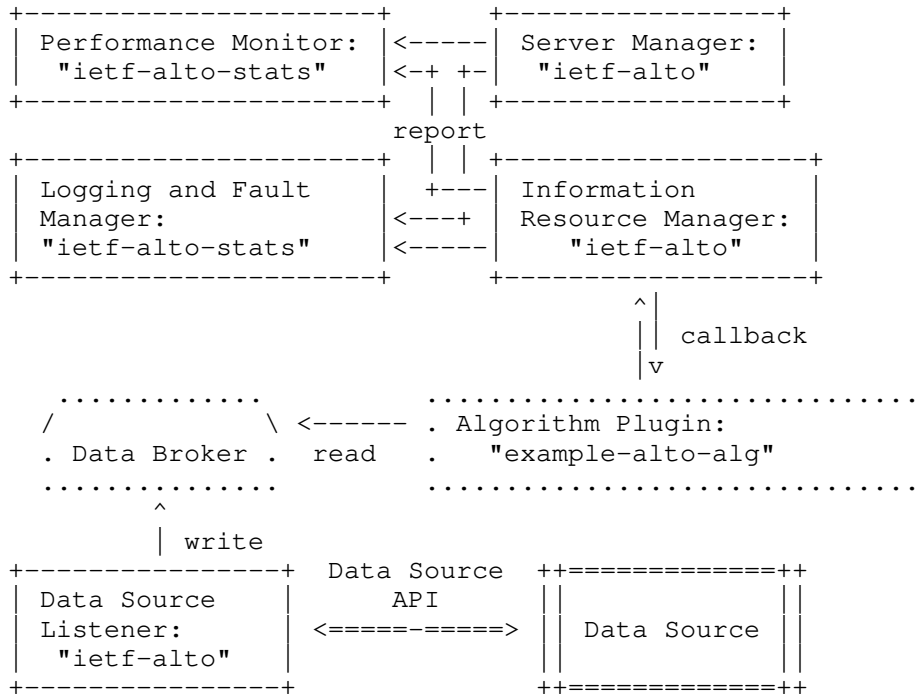 Performance Monitor:
"ietf-alto-stats"
Server Manager:
"ietf-alto"
report
Logging and Fault
Manager:
"ietf-alto-stats"
Information
Resource Manager:
"ietf-alto"
callback
Data Broker
read
Algorithm Plugin:
"example-alto-alg"
write
Data Source
Listener:
"ietf-alto"
Data Source
API
Data Source